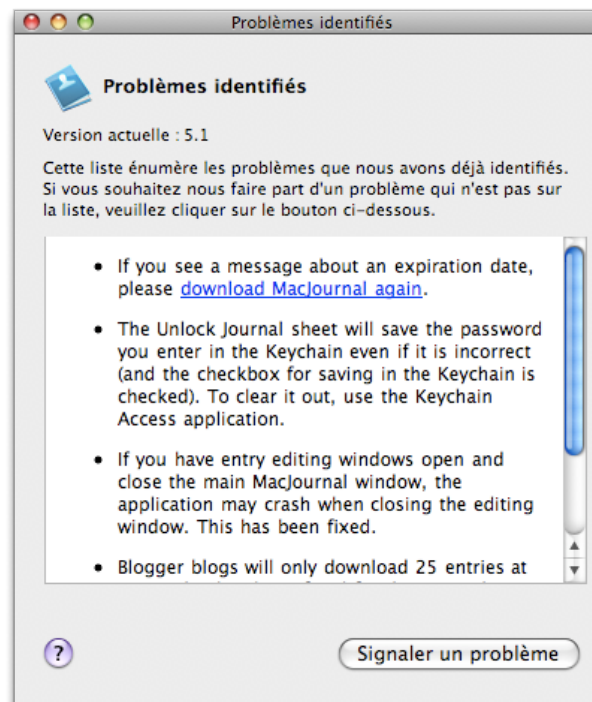 Problèmes identifiés
Problèmes identifiés
Version actuelle : 5.1
Cette liste énumère les problèmes que nous avons déjà identifiés.
Si vous souhaitez nous faire part d'un problème qui n'est pas sur
la liste, veuillez cliquer sur le bouton ci-dessous.
• If you see a message about an expiration date,
please download MacJournal again.
• The Unlock Journal sheet will save the password
you enter in the Keychain even if it is incorrect
(and the checkbox for saving in the Keychain is
checked). To clear it out, use the Keychain
Access application.
• If you have entry editing windows open and
close the main MacJournal window, the
application may crash when closing the editing
window. This has been fixed.
• Blogger blogs will only download 25 entries at
?
Signaler un problème